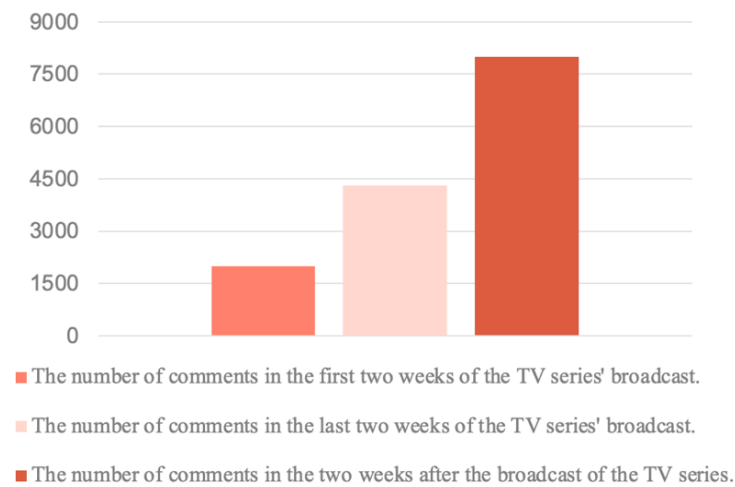 9000
7500
6000
4500
3000
1500
0
The number of comments in the first two weeks of the TV series' broadcast.
The number of comments in the last two weeks of the TV series' broadcast.
The number of comments in the two weeks after the broadcast of the TV series.